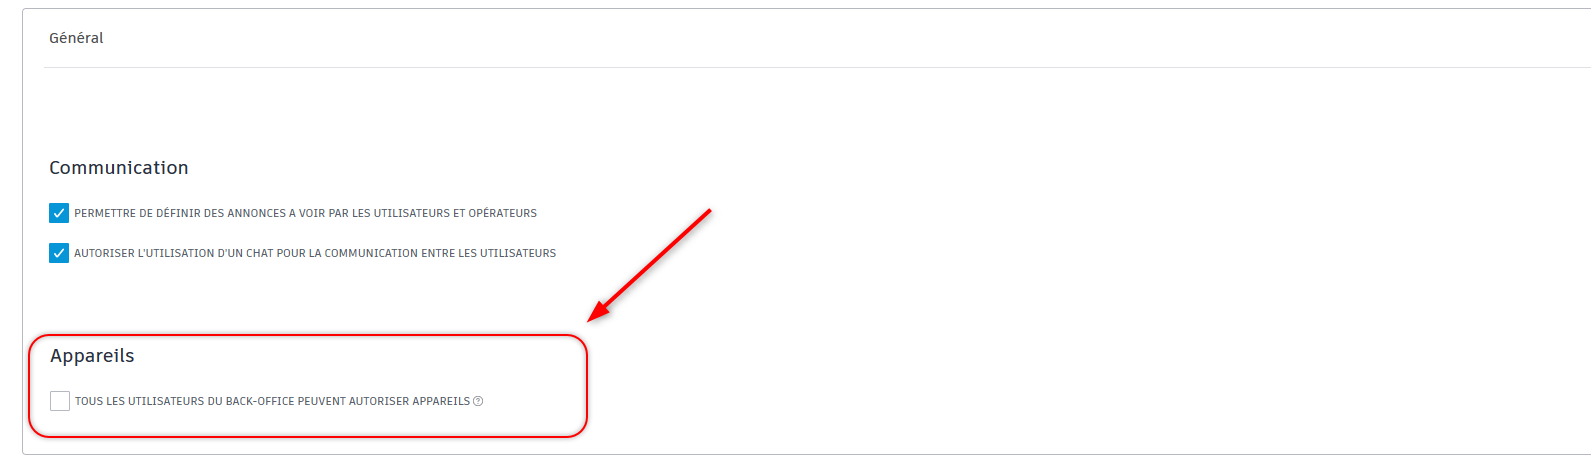 Général
Communication
PERMETTRE DE DÉFINIR DES ANNONCES A VOIR PAR LES UTILISATEURS ET OPÉRATEURS
AUTORISER L'UTILISATION D'UN CHAT POUR LA COMMUNICATION ENTRE LES UTILISATEURS
Appareils
TOUS LES UTILISATEURS DU BACK-OFFICE PEUVENT AUTORISER APPAREILS ?